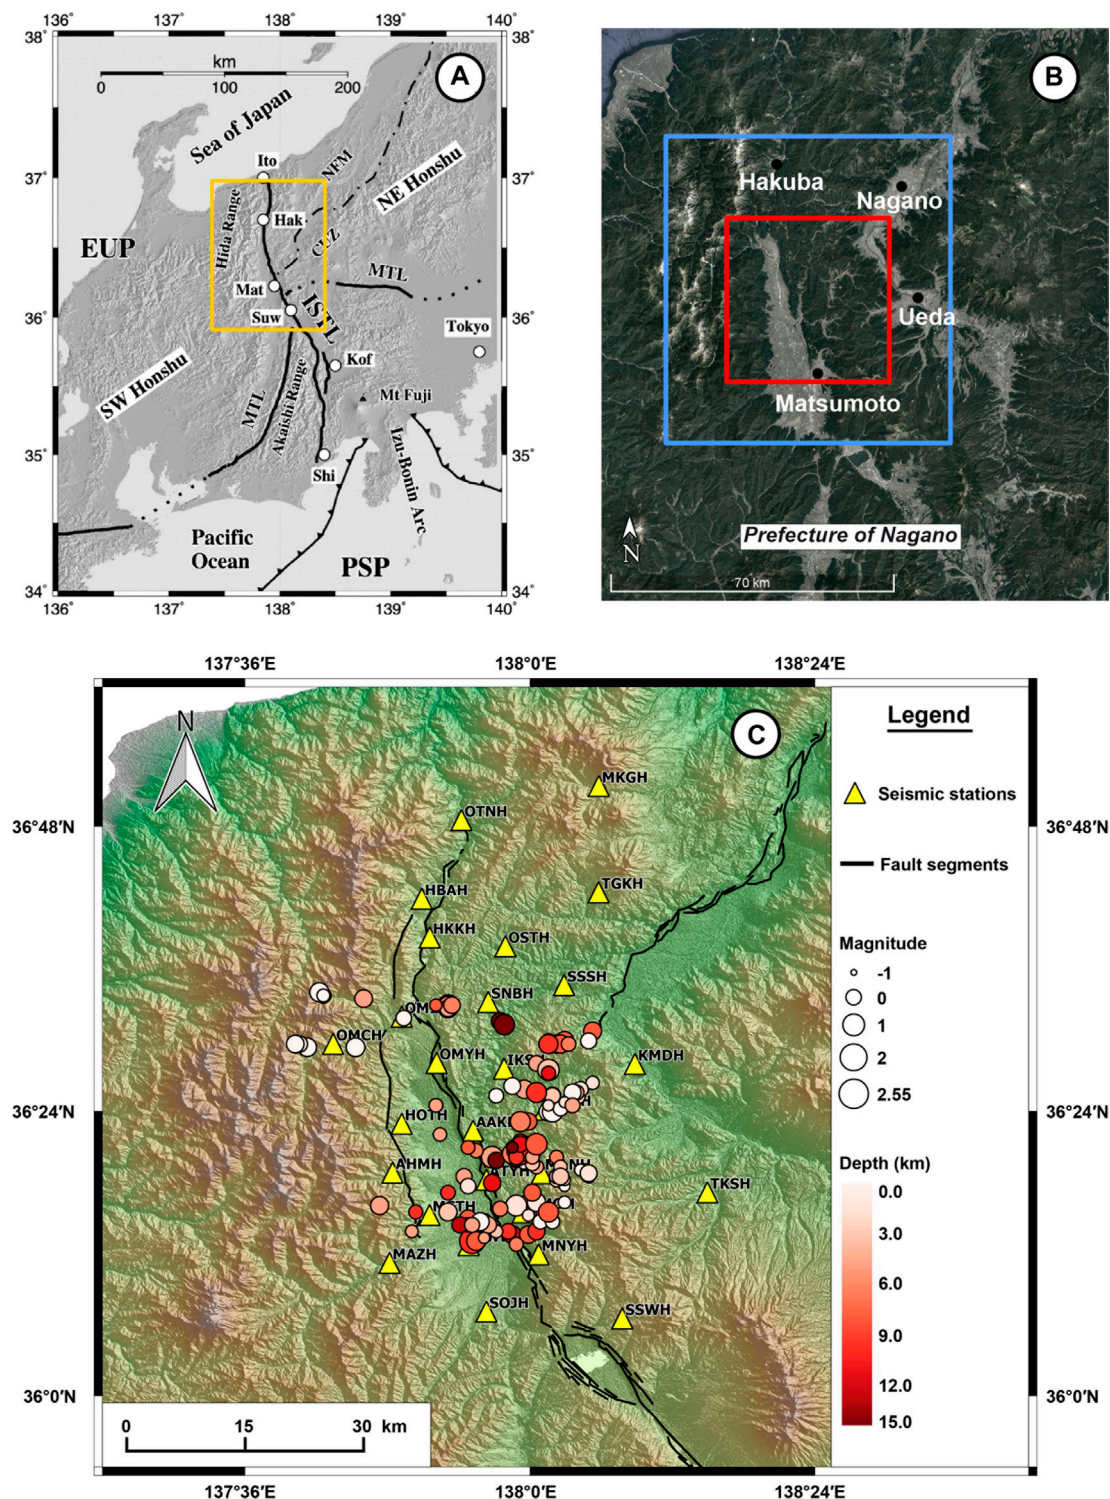 136° 137° 138° 139° 140°
38° 38°
km
0 100 200
A
Sea of Japan
Ito
37° 37°
NFM
NE Honshu
Hida Range
Hak
CUZ
EUP
MTL
Mat
ISTL
Suw
36° 36°
Tokyo
Kof
SW Honshu
MTL
Akaishi Range
Mt Fuji
Izu-Bonin Arc
35° 35°
Shi
Pacific
Ocean
PSP
34° 34°
136° 137° 138° 139° 140°
B
Hakuba
Nagano
Ueda
Matsumoto
Prefecture of Nagano
N
70 km
137°36′E 138°0′E 138°24′E
N
C
Legend
MKGH
Seismic stations
OTNH
36°48′N 36°48′N
Fault segments
TGKH
HBAH
HKKH
OSTH
Magnitude
-1
SSSH
0
SNBH
OM
1
OMCH
OMYH
IKSH
KMDH
2
2.55
36°24′N 36°24′N
HOTH
AAKH
Depth (km)
AHMH
ATYH
TKSH
0.0
MSTH
3.0
MNYH
MAZH
6.0
SOJH
SSWH
9.0
12.0
36°0′N 36°0′N
15.0
0 15 30 km
137°36′E 138°0′E 138°24′E